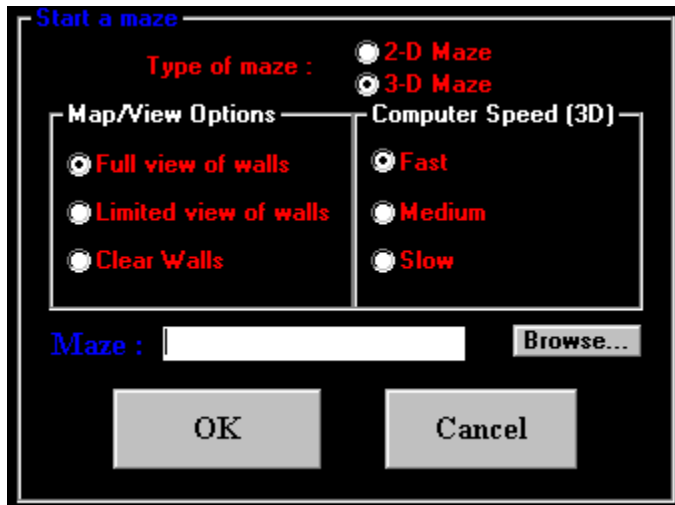 Start a maze
Type of maze :
2-D Maze
3-D Maze
Map/View Options
Full view of walls
Limited view of walls
Clear Walls
Computer Speed (3D)
Fast
Medium
Slow
Maze :
Browse...
OK
Cancel